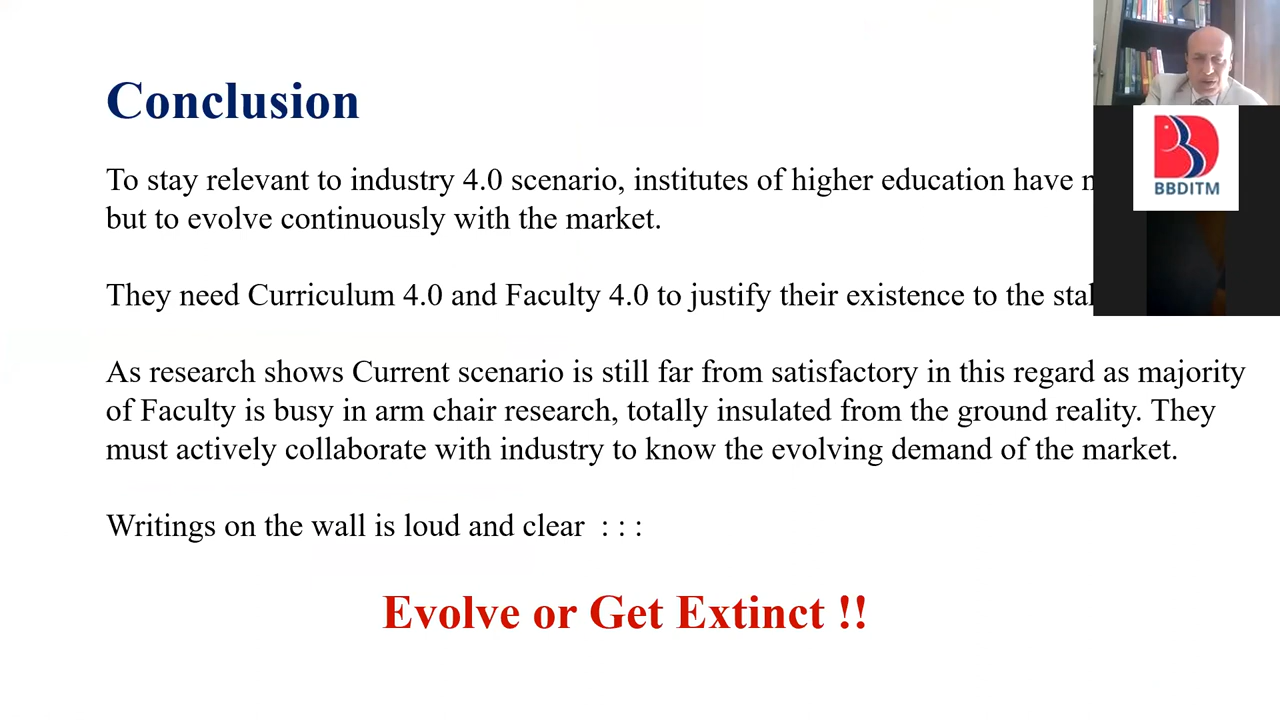 Conclusion
To stay relevant to industry 4.0 scenario, institutes of higher education have
but to evolve continuously with the market.
They need Curriculum 4.0 and Faculty 4.0 to justify their existence to the
As research shows Current scenario is still far from satisfactory in this regard as majority
of Faculty is busy in arm chair research, totally insulated from the ground reality. They
must actively collaborate with industry to know the evolving demand of the market.
Writings on the wall is loud and clear : : :
Evolve or Get Extinct !!
BBDITM